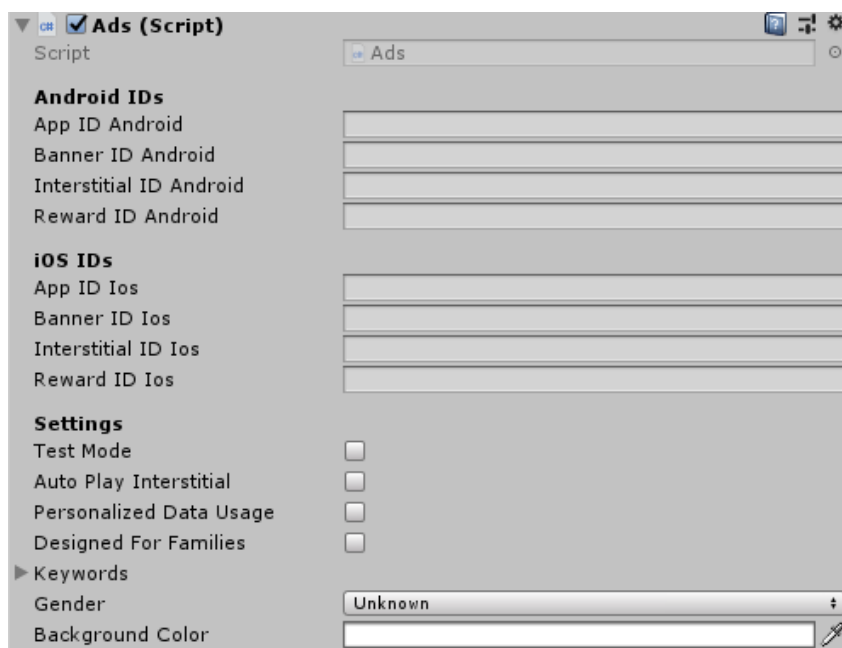 Ads (Script)
Script Ads
Android IDs
App ID Android
Banner ID Android
Interstitial ID Android
Reward ID Android
iOS IDs
App ID Ios
Banner ID Ios
Interstitial ID Ios
Reward ID Ios
Settings
Test Mode
Auto Play Interstitial
Personalized Data Usage
Designed For Families
Keywords
Gender Unknown
Background Color